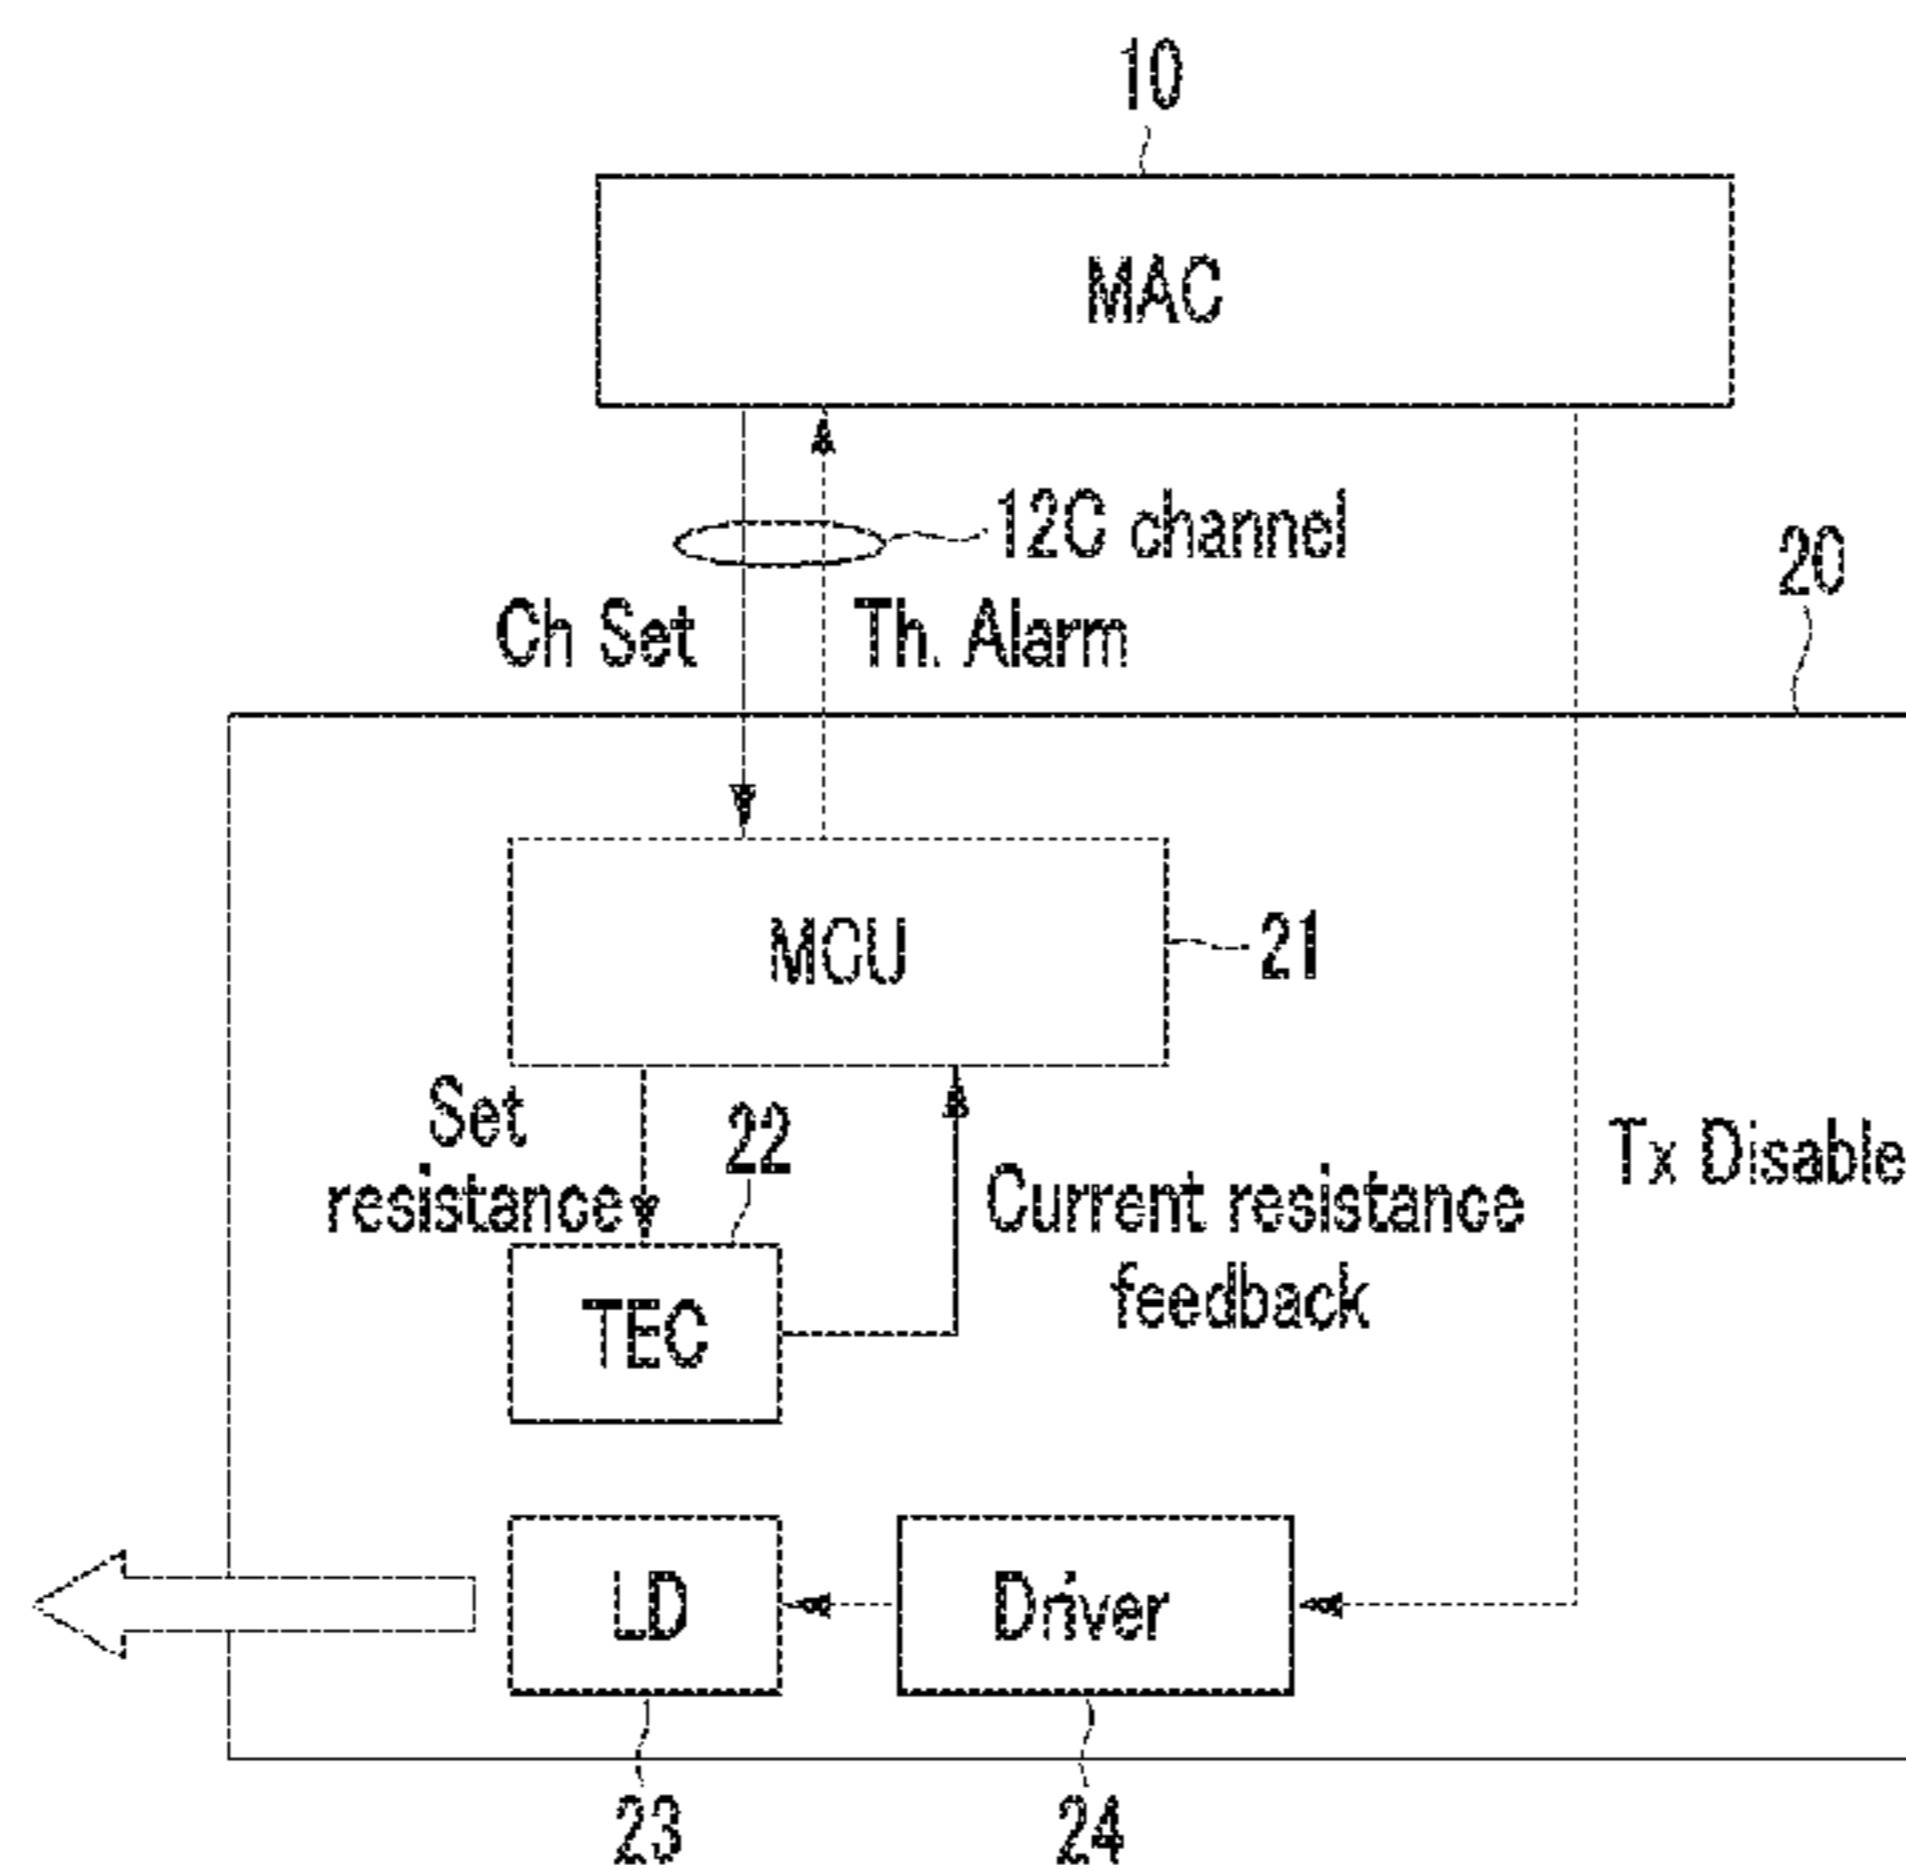 10
MAC
12C channel
20
Ch Set
Th. Alarm
MCU
21
Set
resistance
22
Current resistance
feedback
Tx Disable
TEC
LD
Driver
23
24